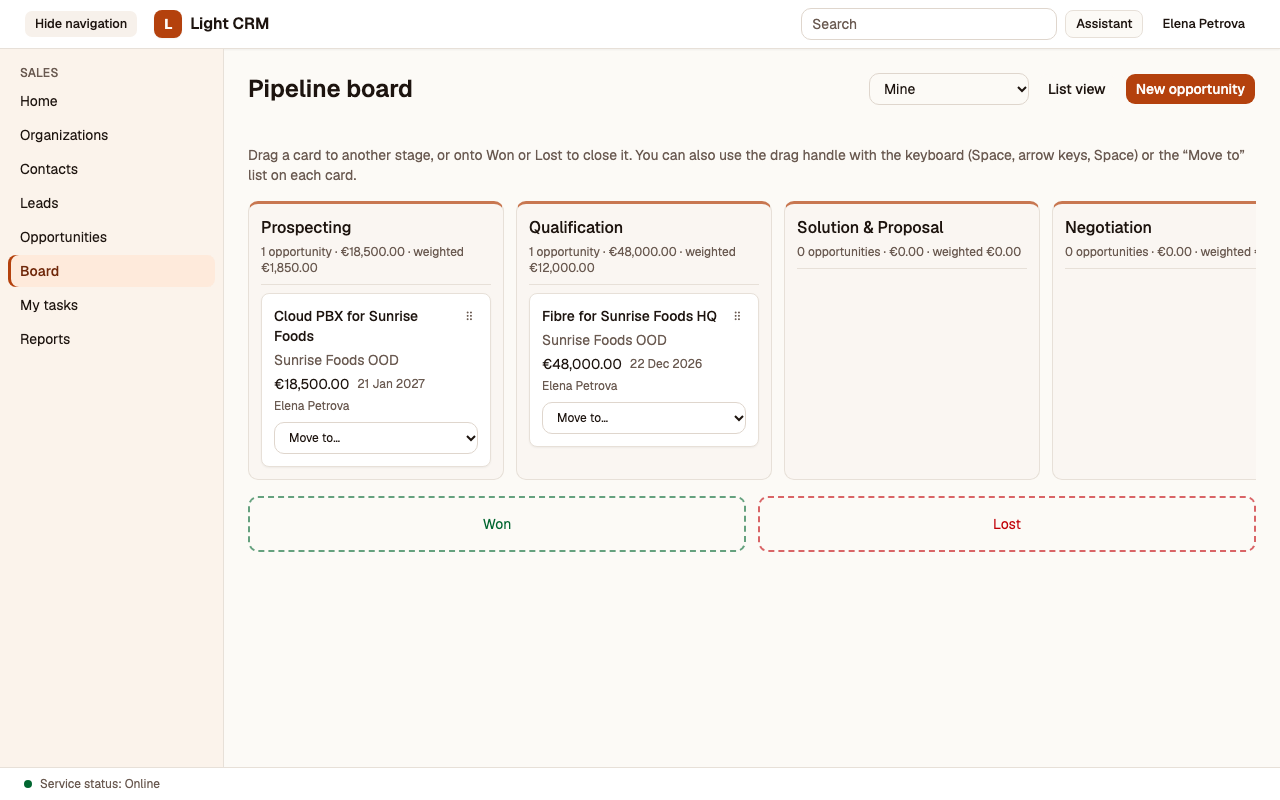 Hide navigation
L
Light CRM
Search
Assistant
Elena Petrova
SALES
Home
Organizations
Contacts
Leads
Opportunities
Board
My tasks
Reports
Pipeline board
Mine
List view
New opportunity
Drag a card to another stage, or onto Won or Lost to close it. You can also use the drag handle with the keyboard (Space, arrow keys, Space) or the “Move to”
list on each card.
Prospecting
1 opportunity · €18,500.00 · weighted
€1,850.00
Cloud PBX for Sunrise
Foods
Sunrise Foods OOD
€18,500.00 21 Jan 2027
Elena Petrova
Move to…
Qualification
1 opportunity · €48,000.00 · weighted
€12,000.00
Fibre for Sunrise Foods HQ
Sunrise Foods OOD
€48,000.00 22 Dec 2026
Elena Petrova
Move to…
Solution & Proposal
0 opportunities · €0.00 · weighted €0.00
Negotiation
0 opportunities · €0.00 · weighted
Won
Lost
Service status: Online